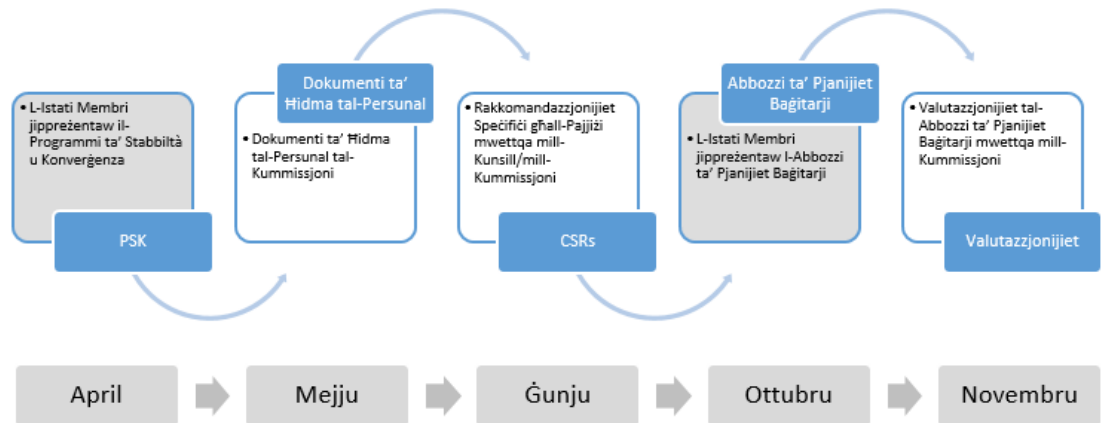 • L-Istati Membri
jippreżentaw il-
Programmi ta' Stabbiltà
u Konverġenza
PSK
Dokumenti ta'
Ħidma tal-Persunal
• Dokumenti ta' Ħidma
tal-Persunal tal-
Kummissjoni
• Rakkomandazzjonijiet
Speċifiċi għall-Pajjiżi
mwettqa mill-
Kunsill/mill-
Kummissjoni
CSRs
Abbozzi ta' Pjanijiet
Baġitarji
• L-Istati Membri
jippreżentaw l-Abbozzi
ta' Pjanijiet Baġitarji
• Valutazzjonijiet tal-
Abbozzi ta' Pjanijiet
Baġitarji mwettqa mill-
Kummissjoni
Valutazzjonijiet
April
Mejju
Ġunju
Ottubru
Novembru